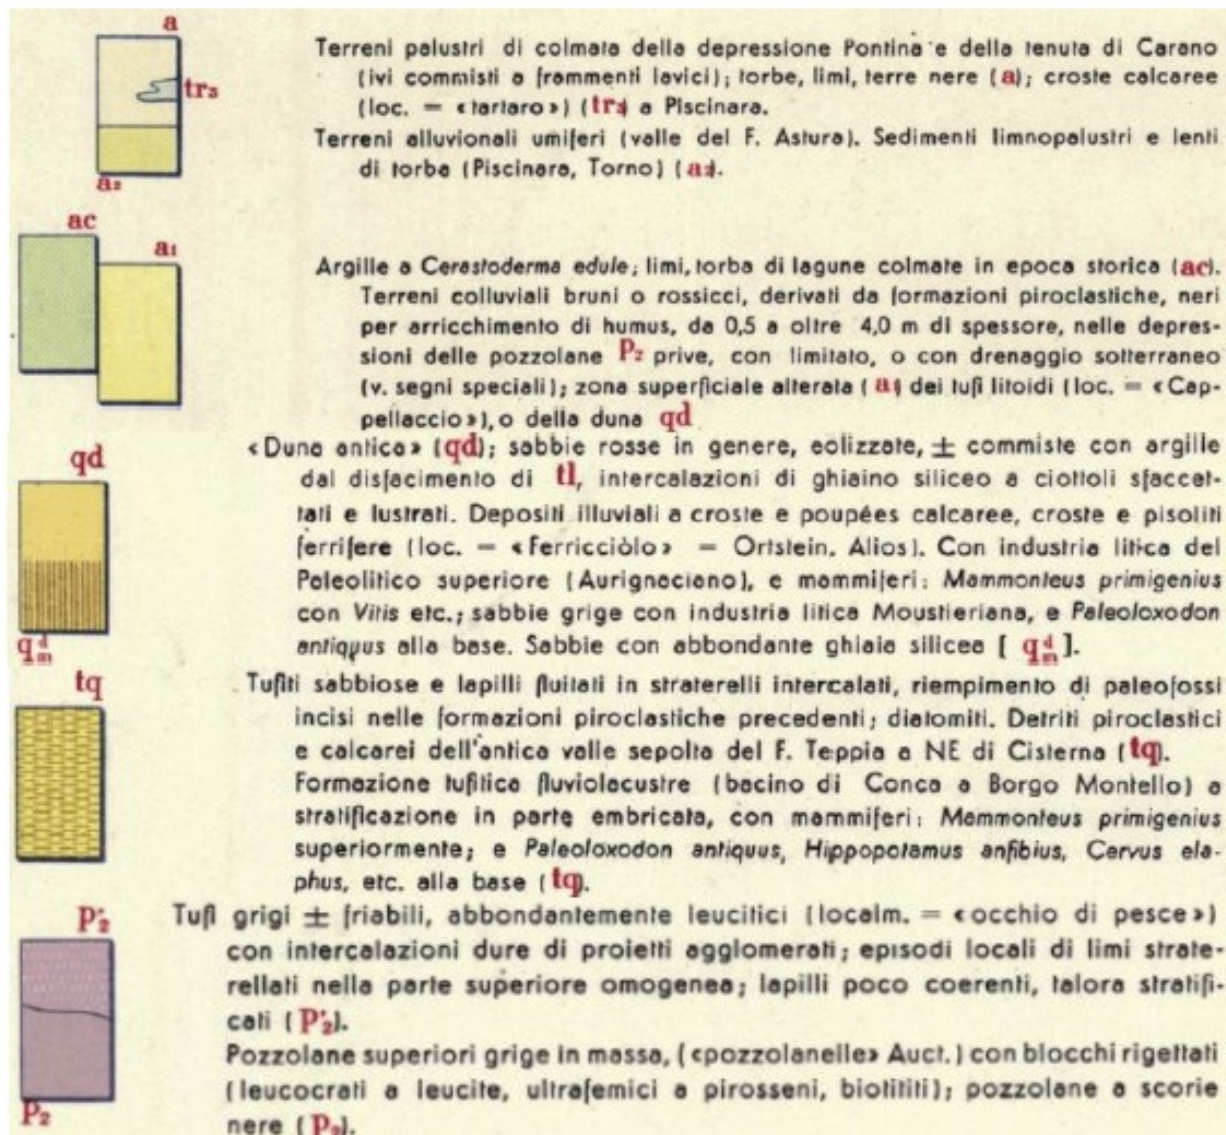 a
Terreni palustri di colmata della depressione Pontina e della tenuta di Carano
tr₃
(ivi commisti a frammenti lavici); torbe, limi, terre nere (a); croste calcaree
(loc. = «tartaro») (tr₃) a Piscinara.
Terreni alluvionali umiferi (valle del F. Astura). Sedimenti limnopalustri e lenti
a₂
di torba (Piscinara, Torno) (a₂).
ac
a₁
Argille a Cerastoderma edule; limi, torba di lagune colmate in epoca storica (ac).
Terreni colluviali bruni o rossicci, derivati da formazioni piroclastiche, neri
per arricchimento di humus, da 0,5 a oltre 4,0 m di spessore, nelle depres-
sioni delle pozzolane P₂ prive, con limitato, o con drenaggio sotterraneo
(v. segni speciali); zona superficiale alterata (a₁) dei tufi litoidi (loc. = «Cap-
pellaccio»), o della duna qd
«Duna antica» (qd); sabbie rosse in genere, eolizzate, ± commiste con argille
qd
dal disfacimento di tl, intercalazioni di ghiaino siliceo a ciottoli sfaccet-
tati e lustrati. Depositi illuviali a croste e poupées calcaree, croste e pisoliti
ferrifere (loc. = «Ferricciòlo» = Ortstein, Alios). Con industria litica del
Paleolitico superiore (Aurignaciano), e mammiferi: Mammonteus primigenius
con Vitis etc.; sabbie grige con industria litica Moustieriana, e Paleoloxodon
antiquus alla base. Sabbie con abbondante ghiaia silicea [ qᵈₘ ].
qᵈₘ
tq
Tufiti sabbiose e lapilli fluitati in straterelli intercalati, riempimento di paleofossi
incisi nelle formazioni piroclastiche precedenti; diatomiti. Detriti piroclastici
e calcarei dell'antica valle sepolta del F. Teppia a NE di Cisterna (tq).
Formazione tufitica fluviolacustre (bacino di Conca a Borgo Montello) a
stratificazione in parte embricata, con mammiferi: Mammonteus primigenius
superiormente; e Paleoloxodon antiquus, Hippopotamus anfibius, Cervus ela-
phus, etc. alla base (tq).
P′₂
Tufi grigi ± friabili, abbondantemente leucitici (localm. = «occhio di pesce»)
con intercalazioni dure di proietti agglomerati; episodi locali di limi strate-
rellati nella parte superiore omogenea; lapilli poco coerenti, talora stratifi-
cati (P′₂).
Pozzolane superiori grige in massa, («pozzolanelle» Auct.) con blocchi rigettati
(leucocrati a leucite, ultrafemici a pirosseni, biotititi); pozzolane a scorie
P₂
nere (P₂).